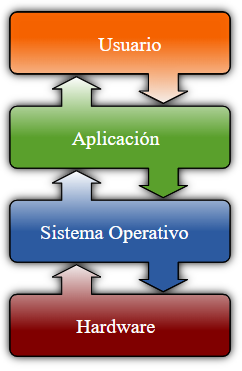 Usuario
Aplicación
Sistema Operativo
Hardware